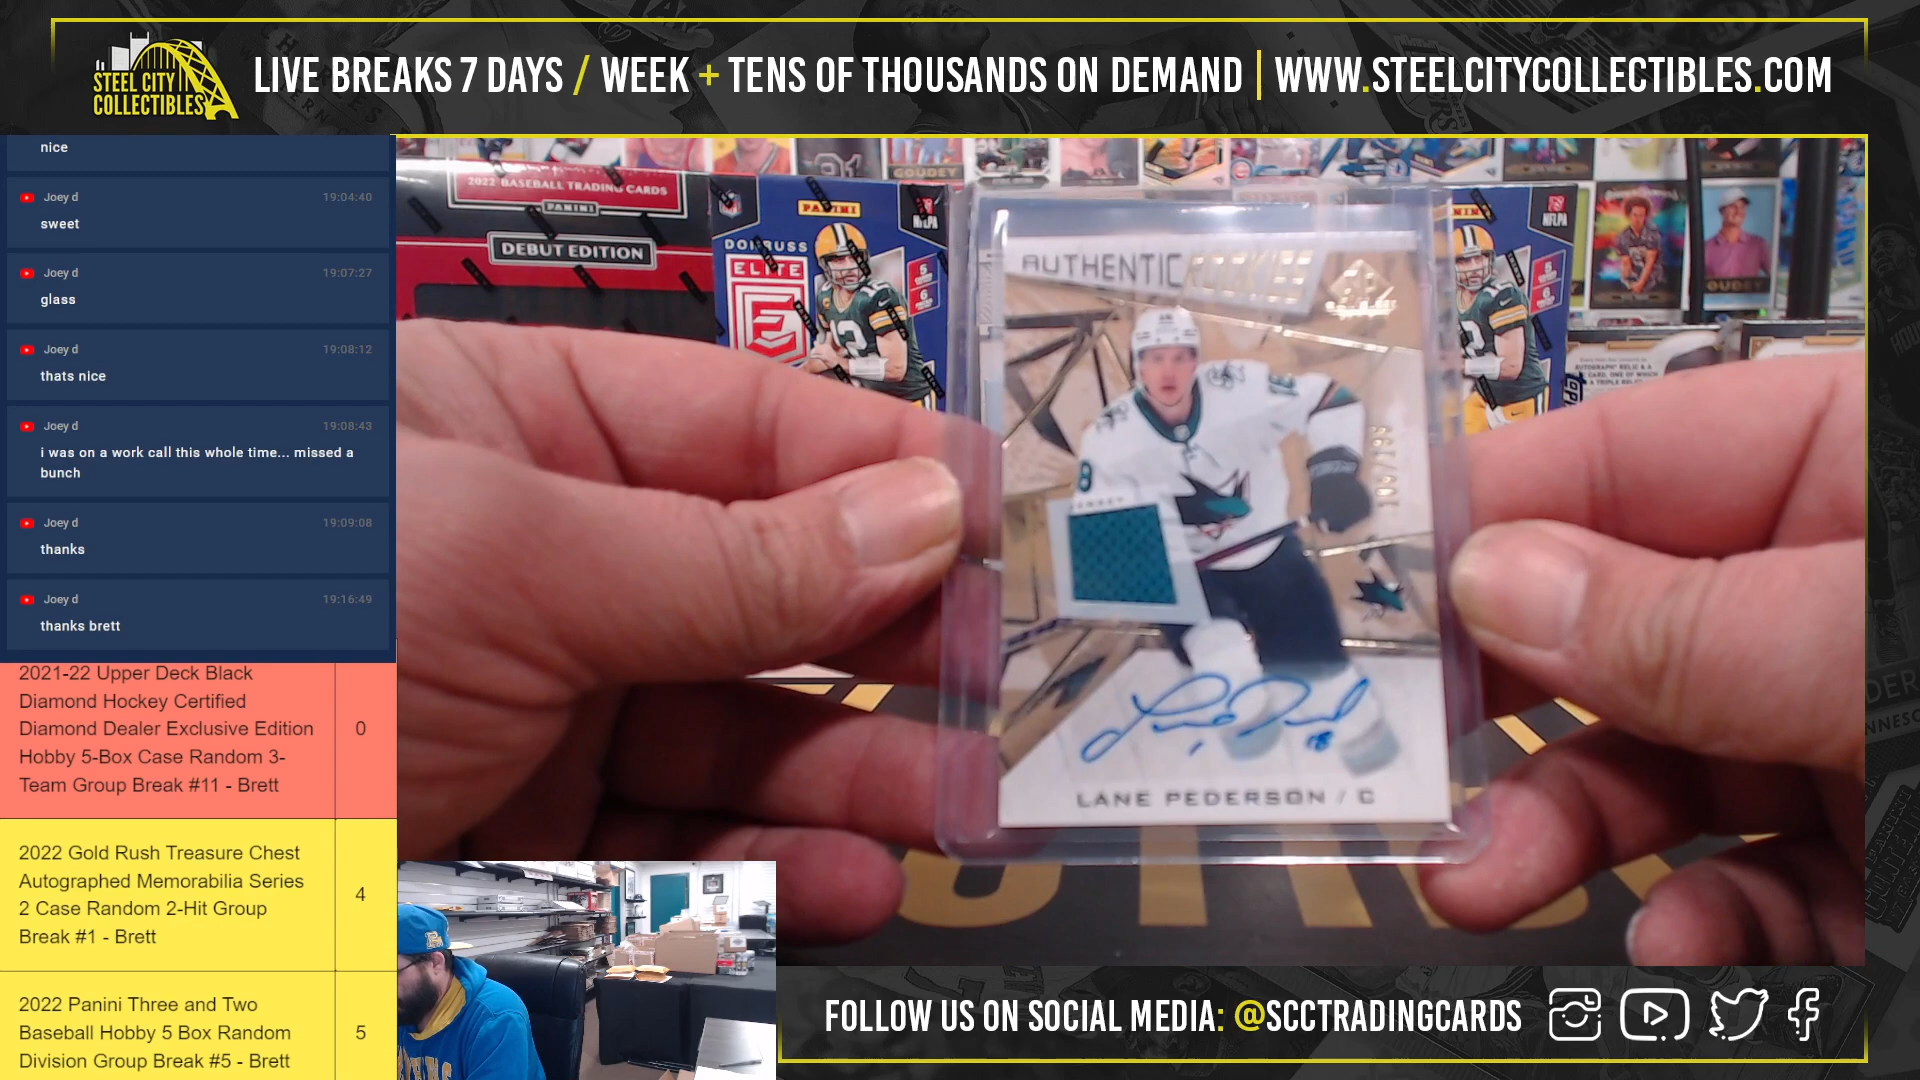 STEEL CITY
COLLECTIBLES
LIVE BREAKS 7 DAYS / WEEK + TENS OF THOUSANDS ON DEMAND | WWW.STEELCITYCOLLECTIBLES.COM
nice
Joey d 19:04:40
sweet
Joey d 19:07:27
glass
Joey d 19:08:12
thats nice
Joey d 19:08:43
i was on a work call this whole time... missed a
bunch
Joey d 19:09:08
thanks
Joey d 19:16:49
thanks brett
2021-22 Upper Deck Black
Diamond Hockey Certified
Diamond Dealer Exclusive Edition
Hobby 5-Box Case Random 3-
Team Group Break #11 - Brett
0
2022 Gold Rush Treasure Chest
Autographed Memorabilia Series
2 Case Random 2-Hit Group
Break #1 - Brett
4
2022 Panini Three and Two
Baseball Hobby 5 Box Random
Division Group Break #5 - Brett
5
2022 BASEBALL TRADING CARDS
PANINI
DEBUT EDITION
NFL
PANINI
NFLPA
DONRUSS
ELITE
GOUDEY
NFLPA
GOUDEY
AUTHENTIC ROOKIES
JERSEY
LANE PEDERSON / C
FOLLOW US ON SOCIAL MEDIA: @SCCTRADINGCARDS